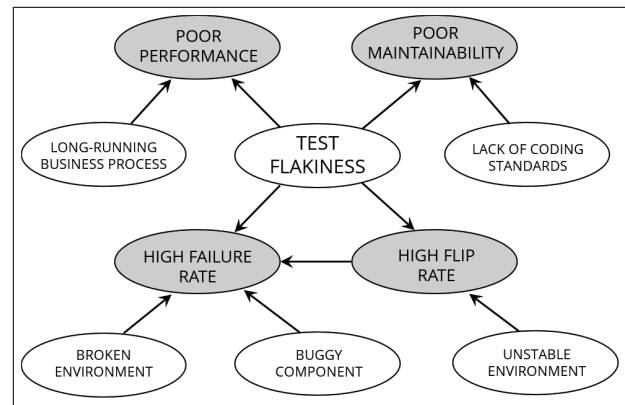 POOR
PERFORMANCE
POOR
MAINTAINABILITY
LONG-RUNNING
BUSINESS PROCESS
TEST
FLAKINESS
LACK OF CODING
STANDARDS
HIGH FAILURE
RATE
HIGH FLIP
RATE
BROKEN
ENVIRONMENT
BUGGY
COMPONENT
UNSTABLE
ENVIRONMENT